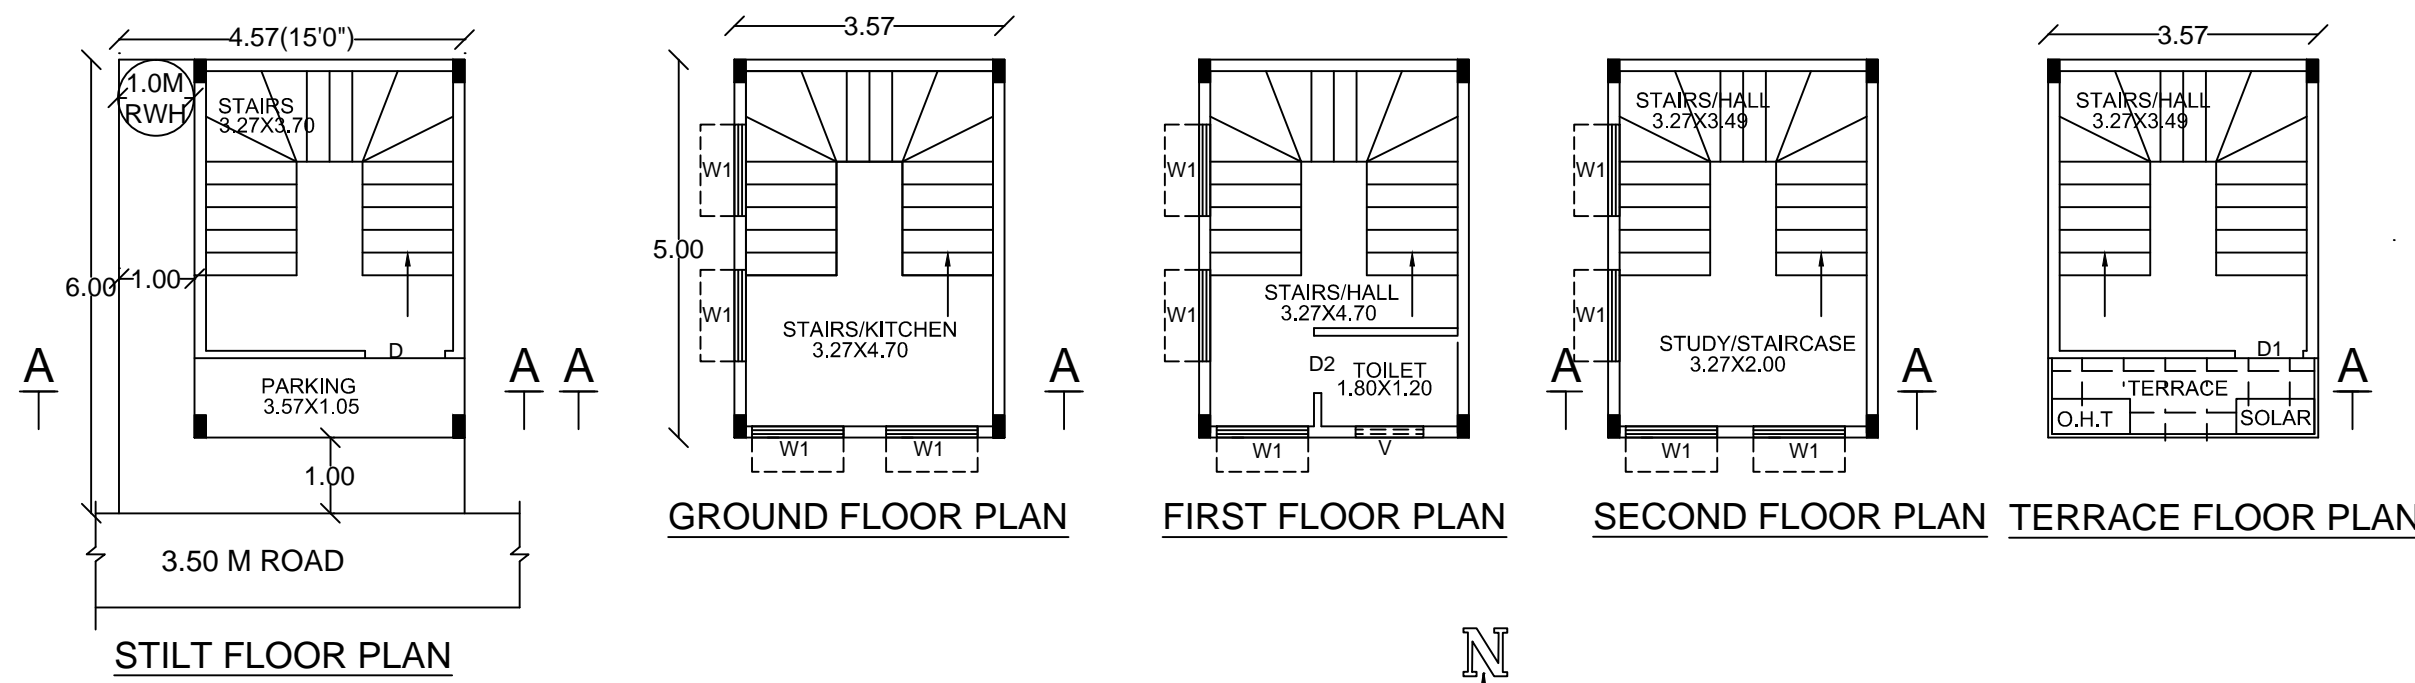 4.57(15'0")
1.0M
RWH
STAIRS
3.27X3.70
6.00
1.00
A
A
D
PARKING
3.57X1.05
1.00
3.50 M ROAD
STILT FLOOR PLAN
3.57
5.00
W1
W1
STAIRS/KITCHEN
3.27X4.70
A
A
W1
W1
GROUND FLOOR PLAN
W1
W1
STAIRS/HALL
3.27X4.70
D2
TOILET
1.80X1.20
W1
V
FIRST FLOOR PLAN
STAIRS/HALL
3.27X3.49
W1
W1
STUDY/STAIRCASE
3.27X2.00
A
A
W1
W1
SECOND FLOOR PLAN
3.57
STAIRS/HALL
3.27X3.49
D1
TERRACE
A
O.H.T
SOLAR
TERRACE FLOOR PLAN
N